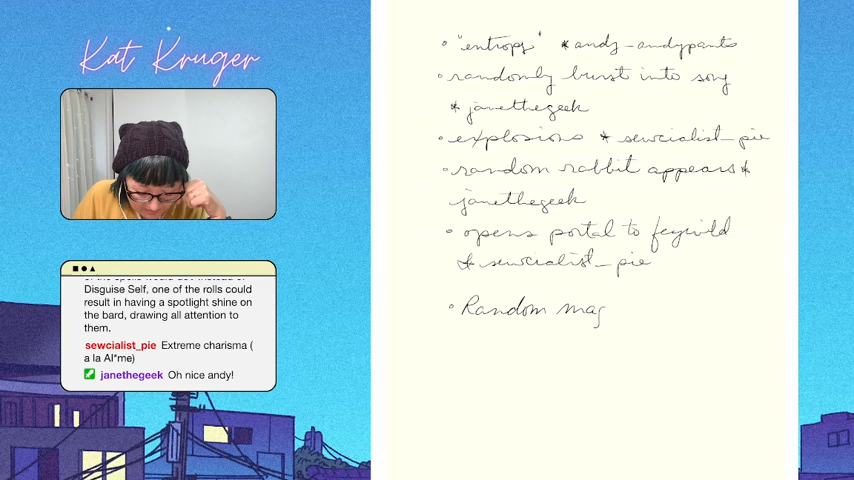 Kat Kruger
Disguise Self, one of the rolls could
result in having a spotlight shine on
the bard, drawing all attention to
them.
sewcialist_pie Extreme charisma (
a la Al*me)
janethegeek Oh nice andy!
• "entropy" * andy-andypants
• randomly burst into song
* janethegeek
• explosions * sewcialist_pie
• random rabbit appears *
janethegeek
• opens portal to feywild
* sewcialist_pie
• Random mag